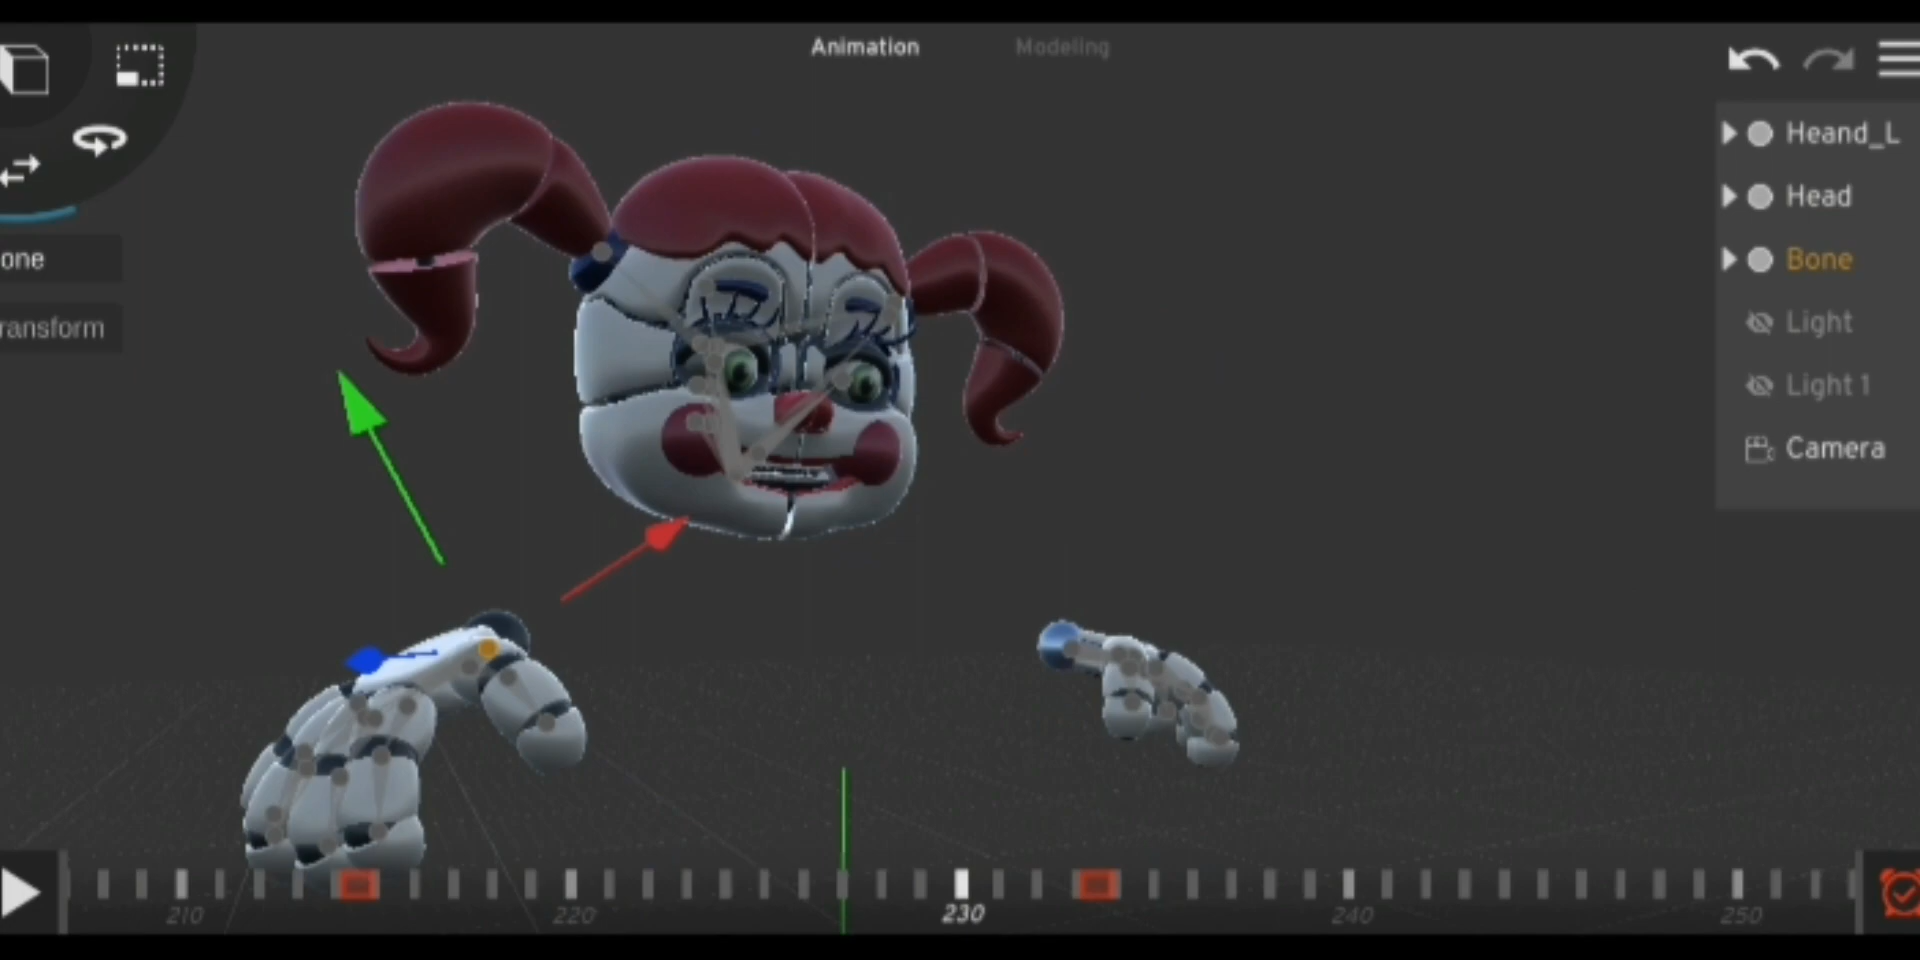 Animation Modeling
Heand_L
Head
Bone
Light
Light 1
Camera
one
ransform
210 220 230 240 250